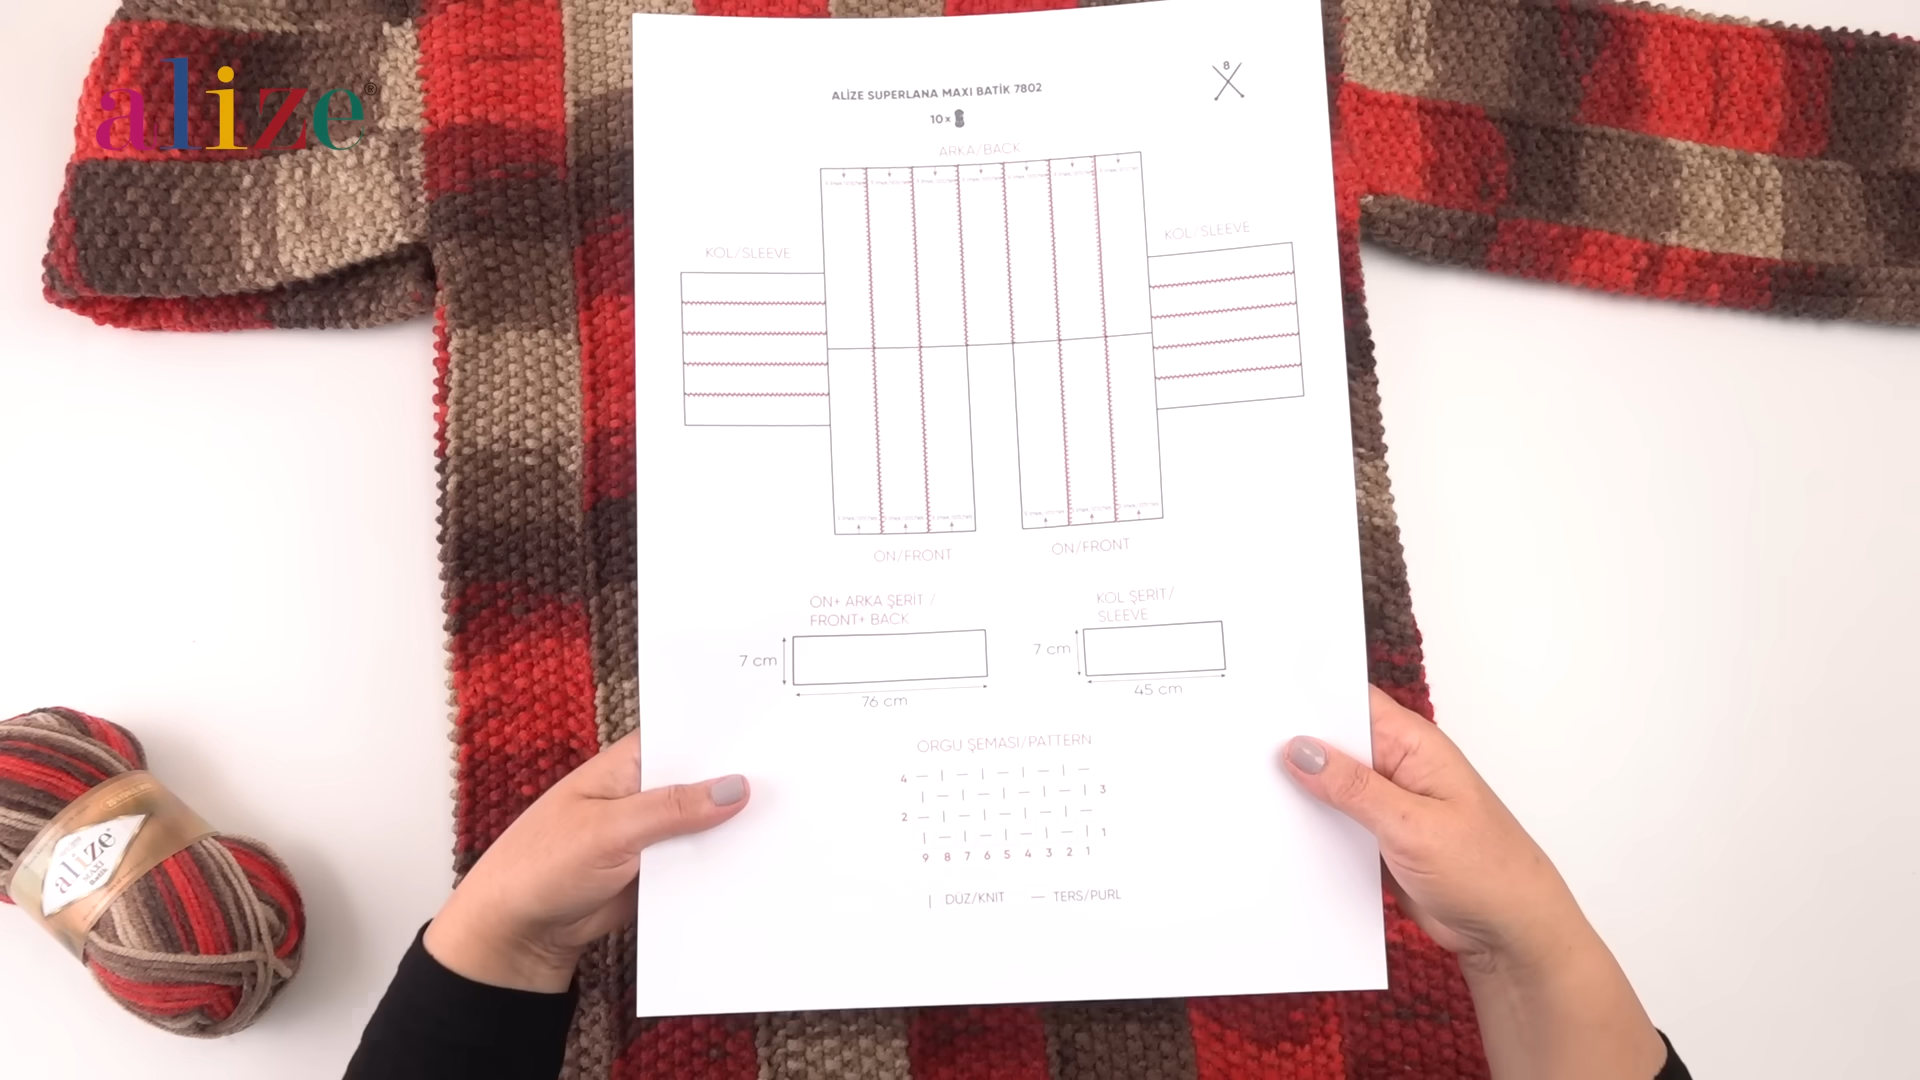 alize®
8
ALİZE SUPERLANA MAXI BATİK 7802
10 x
ARKA/BACK
KOL/SLEEVE
KOL/SLEEVE
ON/FRONT
ON/FRONT
ON+ ARKA ŞERİT /
FRONT+ BACK
7 cm
76 cm
KOL ŞERİT/
SLEEVE
7 cm
45 cm
ORGU ŞEMASI/PATTERN
4
3
2
1
9 8 7 6 5 4 3 2 1
| DÜZ/KNIT — TERS/PURL
alize
MAXI
Batik